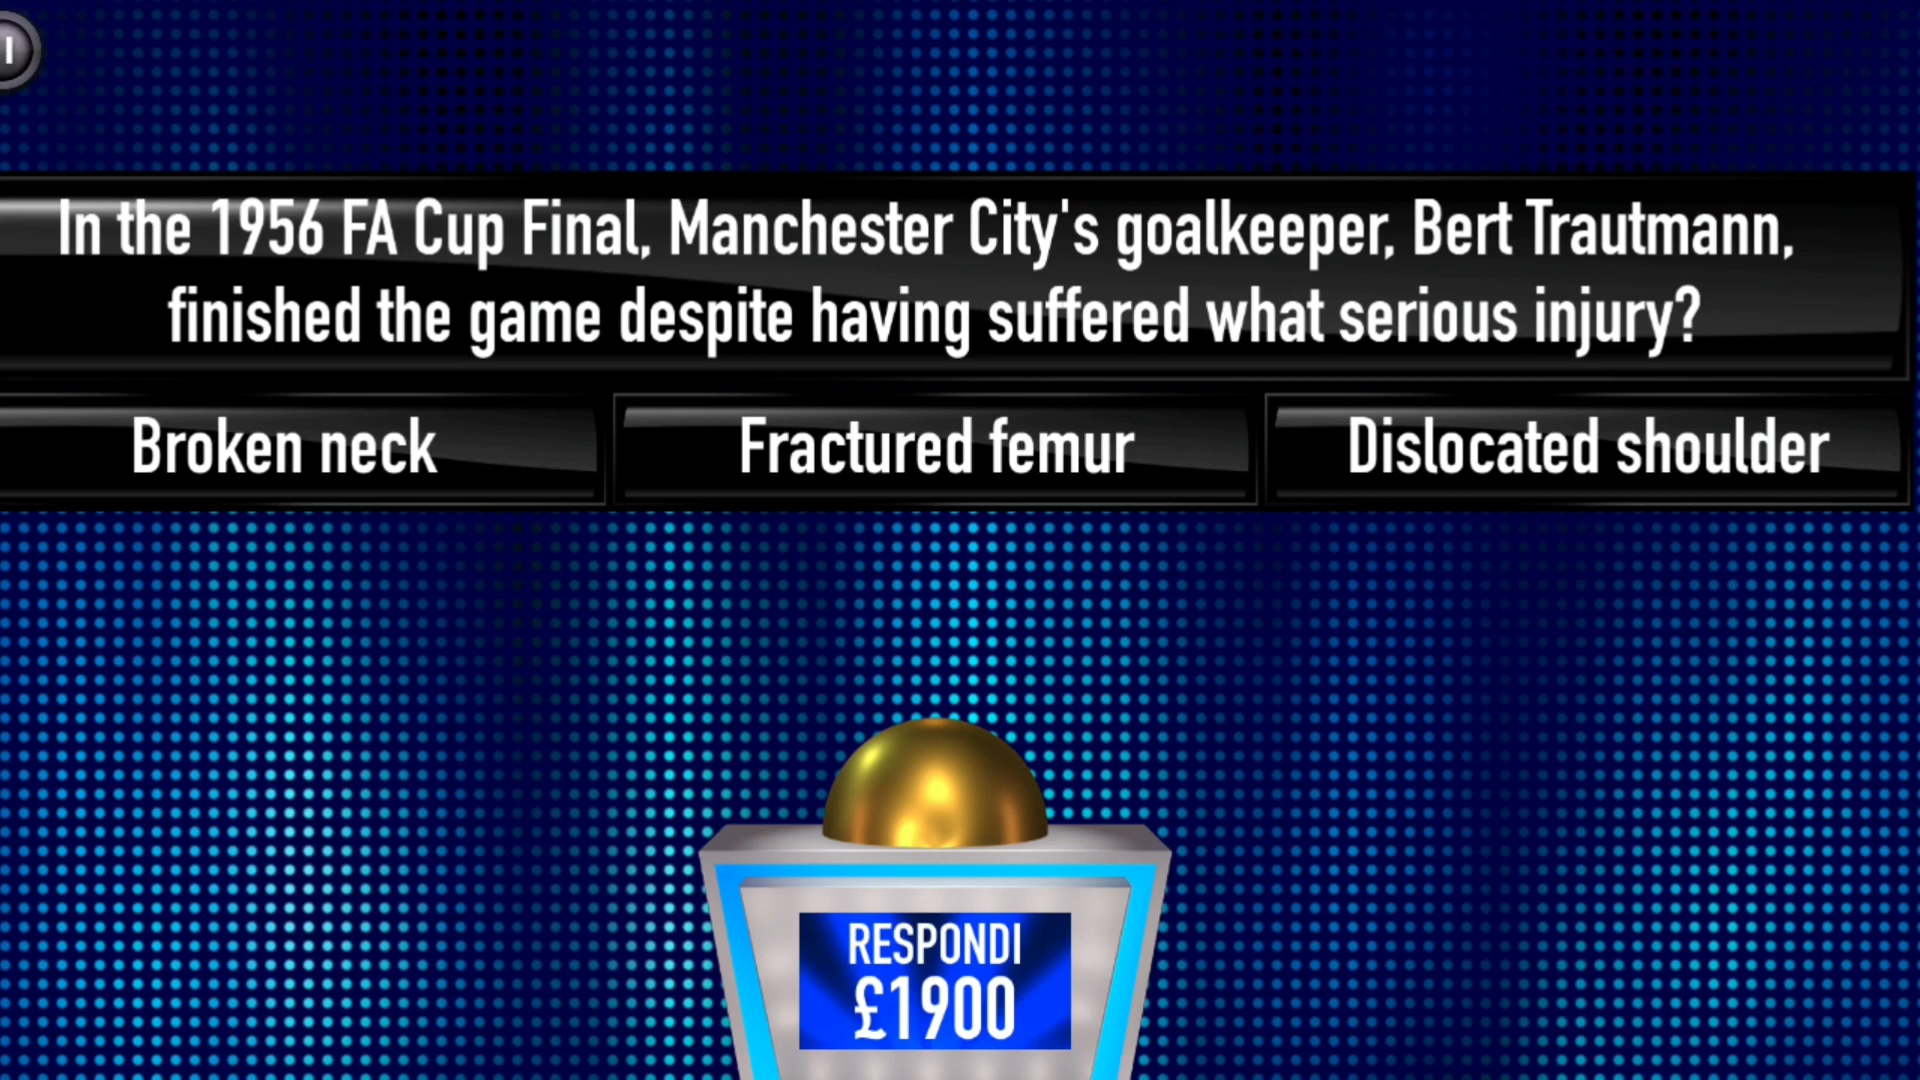 In the 1956 FA Cup Final, Manchester City's goalkeeper, Bert Trautmann,
finished the game despite having suffered what serious injury?
Broken neck
Fractured femur
Dislocated shoulder
RESPONDI
£1900